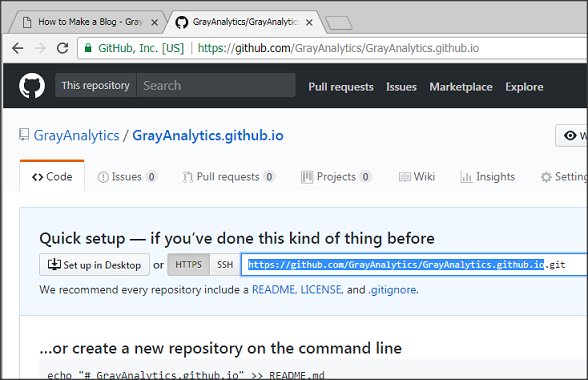 How to Make a Blog - Gray
GrayAnalytics/GrayAnalytic
GitHub, Inc. [US] https://github.com/GrayAnalytics/GrayAnalytics.github.io
This repository Search Pull requests Issues Marketplace Explore
GrayAnalytics / GrayAnalytics.github.io
Code Issues 0 Pull requests 0 Projects 0 Wiki Insights
Quick setup — if you've done this kind of thing before
Set up in Desktop or HTTPS SSH https://github.com/GrayAnalytics/GrayAnalytics.github.io.git
We recommend every repository include a README, LICENSE, and .gitignore.
…or create a new repository on the command line
echo "# GrayAnalytics.github.io" >> README.md